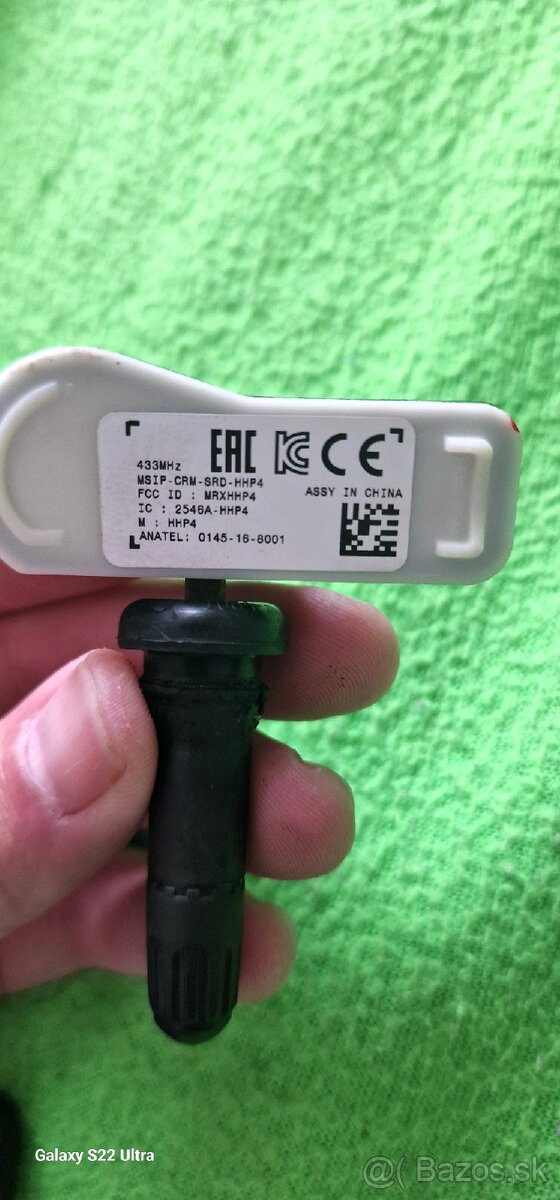 EAC KC CE
433MHz
MSIP-CRM-SRD-HHP4
FCC ID : MRXHHP4
ASSY IN CHINA
IC : 2546A-HHP4
M : HHP4
ANATEL: 0145-16-8001
Galaxy S22 Ultra
@( Bazos.sk